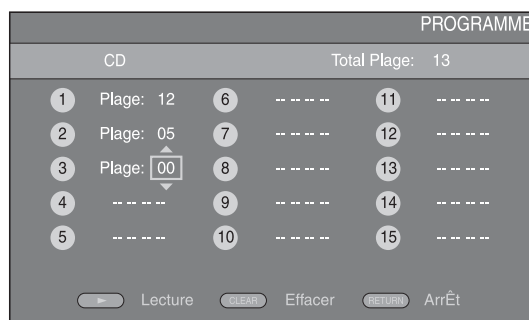 PROGRAMME
CD Total Plage: 13
1 Plage: 12 6 -- -- -- -- 11 -- -- -- --
2 Plage: 05 7 -- -- -- -- 12 -- -- -- --
3 Plage: 00 8 -- -- -- -- 13 -- -- -- --
4 -- -- -- -- 9 -- -- -- -- 14 -- -- -- --
5 -- -- -- -- 10 -- -- -- -- 15 -- -- -- --
Lecture CLEAR Effacer RETURN ArrÊt